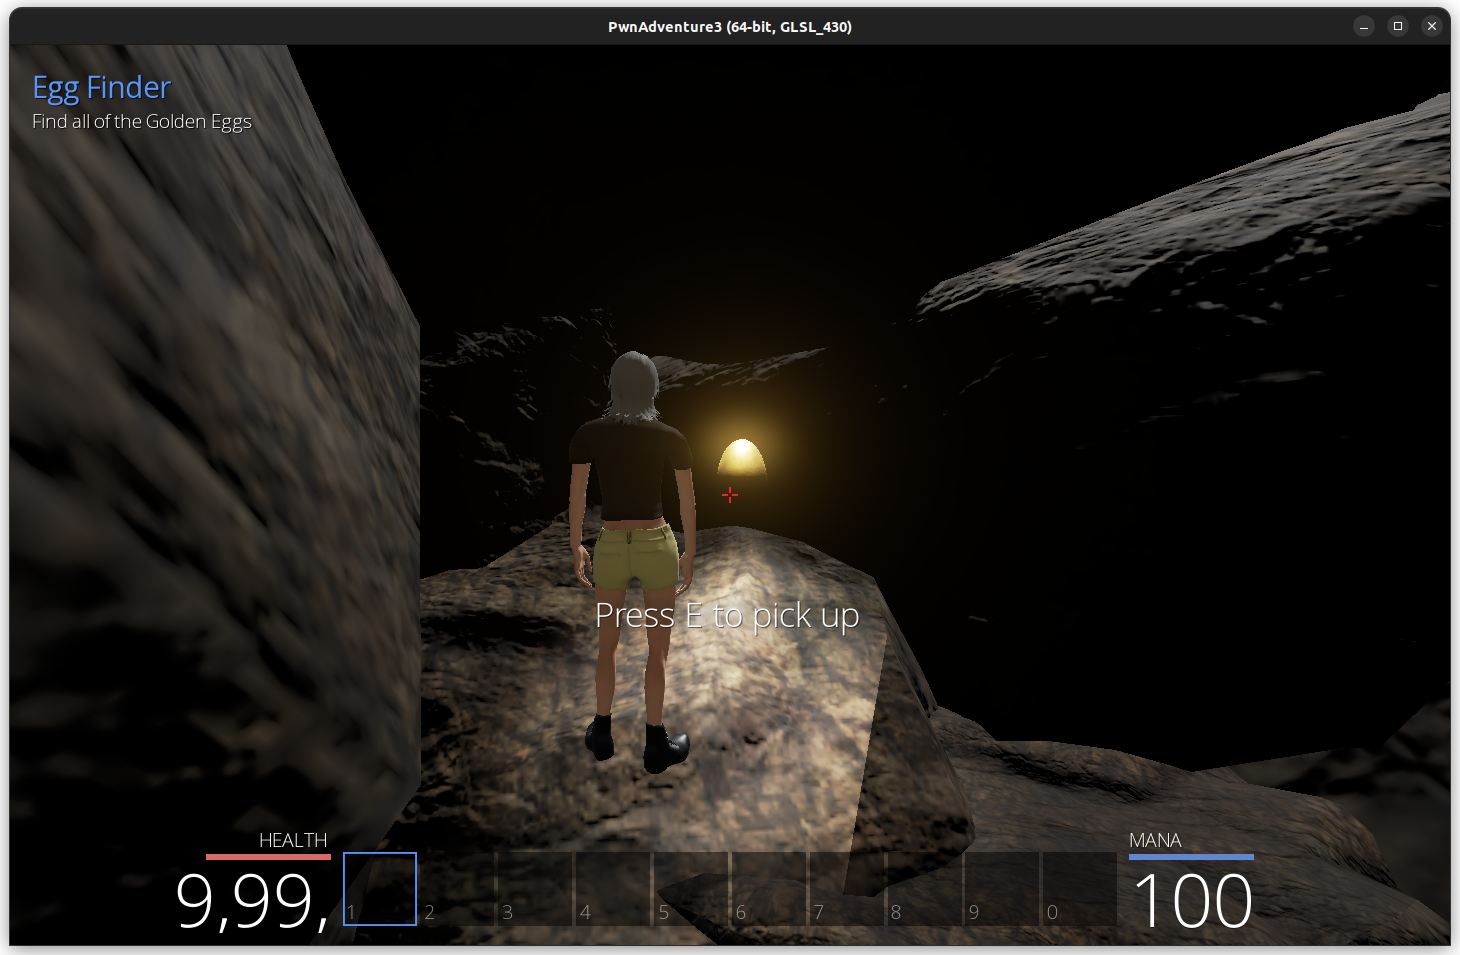 PwnAdventure3 (64-bit, GLSL_430)
Egg Finder
Find all of the Golden Eggs
Press E to pick up
HEALTH
9,99,
1 2 3 4 5 6 7 8 9 0
MANA
100